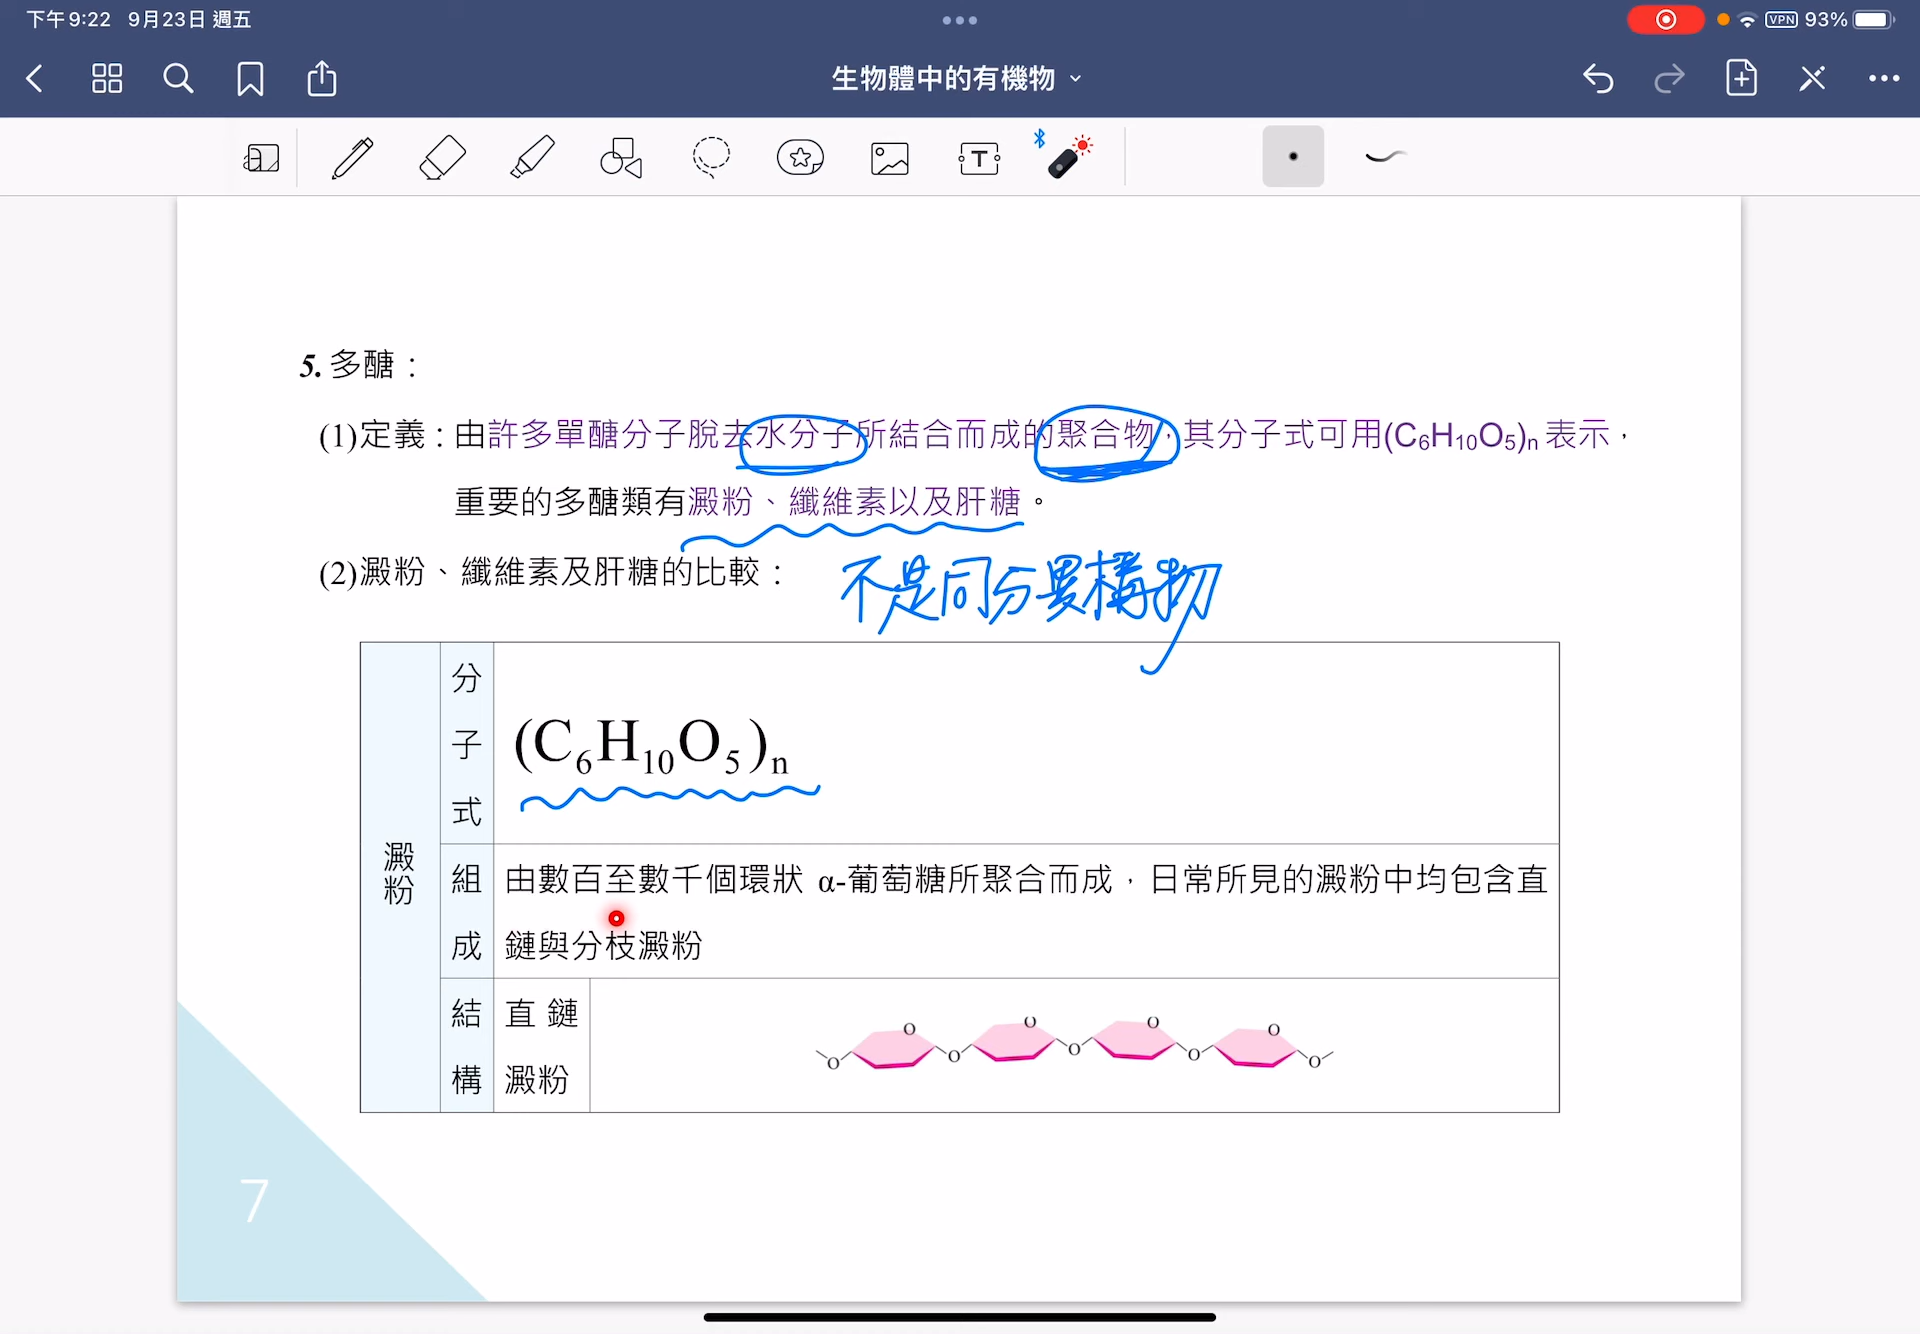 下午9:22 9月23日 週五
VPN 93%
生物體中的有機物
5. 多醣：
(1)定義：由許多單醣分子脫去水分子所結合而成的聚合物，其分子式可用(C₆H₁₀O₅)ₙ表示，
重要的多醣類有澱粉、纖維素以及肝糖。
(2)澱粉、纖維素及肝糖的比較：
不是同分異構物
澱粉
分子式
(C₆H₁₀O₅)ₙ
組成
由數百至數千個環狀 α-葡萄糖所聚合而成，日常所見的澱粉中均包含直
鏈與分枝澱粉
結構
直鏈
澱粉
O O O O
O O O O O
7